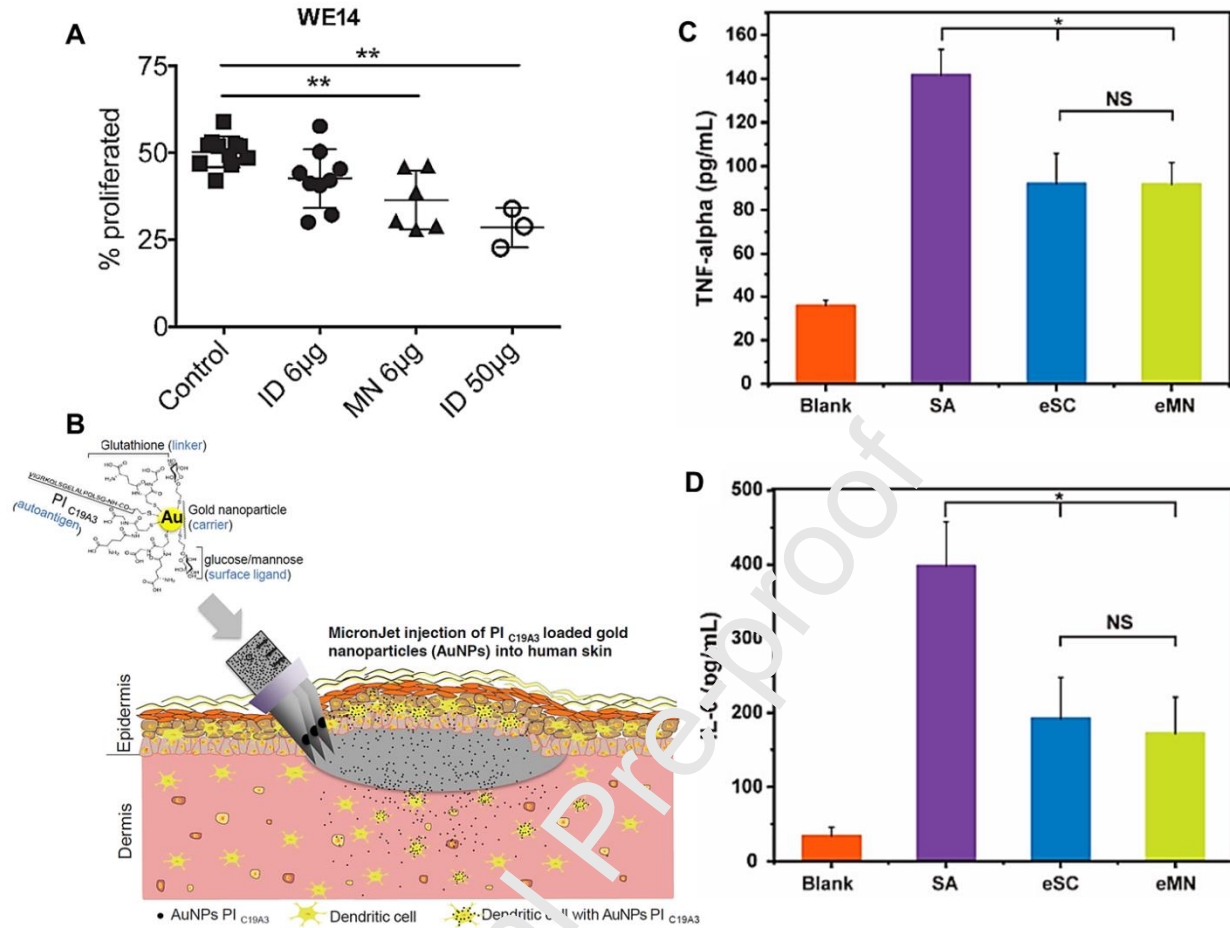 A
WE14
% proliferated
75
50
25
0
**
**
Control
ID 6µg
MN 6µg
ID 50µg
B
Glutathione (linker)
PI C19A3
(autoantigen)
Au
Gold nanoparticle
(carrier)
glucose/mannose
(surface ligand)
MicronJet injection of PI C19A3 loaded gold
nanoparticles (AuNPs) into human skin
Epidermis
Dermis
AuNPs PI C19A3
Dendritic cell
Dendritic cell with AuNPs PI C19A3
C
TNF-alpha (pg/mL)
160
140
120
100
80
60
40
20
0
*
NS
Blank
SA
eSC
eMN
D
(pg/mL)
500
400
300
200
100
0
*
NS
Blank
SA
eSC
eMN
Pre-proof